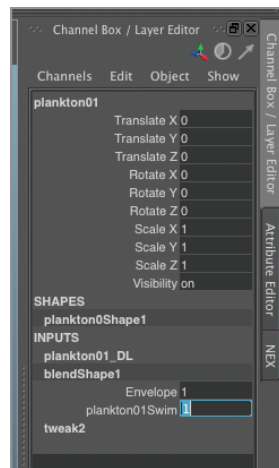 Channel Box / Layer Editor
Channels Edit Object Show
plankton01
Translate X 0
Translate Y 0
Translate Z 0
Rotate X 0
Rotate Y 0
Rotate Z 0
Scale X 1
Scale Y 1
Scale Z 1
Visibility on
SHAPES
plankton0Shape1
INPUTS
plankton01_DL
blendShape1
Envelope 1
plankton01Swim 1
tweak2
Channel Box / Layer Editor
Attribute Editor
NEX